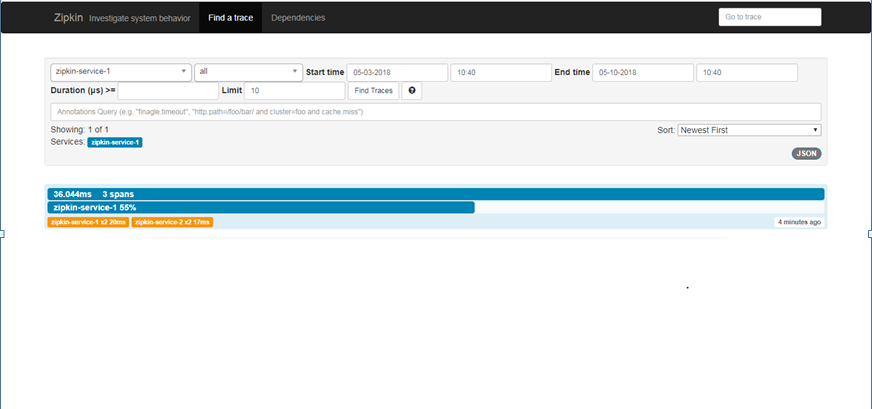 Zipkin Investigate system behavior Find a trace Dependencies Go to trace
zipkin-service-1 all Start time 05-03-2018 10:40 End time 05-10-2018 10:40
Duration (μs) >= Limit 10 Find Traces ?
Annotations Query (e.g. "finagle.timeout", "http.path=/foo/bar/ and cluster=foo and cache.miss")
Showing: 1 of 1 Sort: Newest First
Services: zipkin-service-1
JSON
36.044ms 3 spans
zipkin-service-1 55%
zipkin-service-1 x2 20ms zipkin-service-2 x2 17ms 4 minutes ago